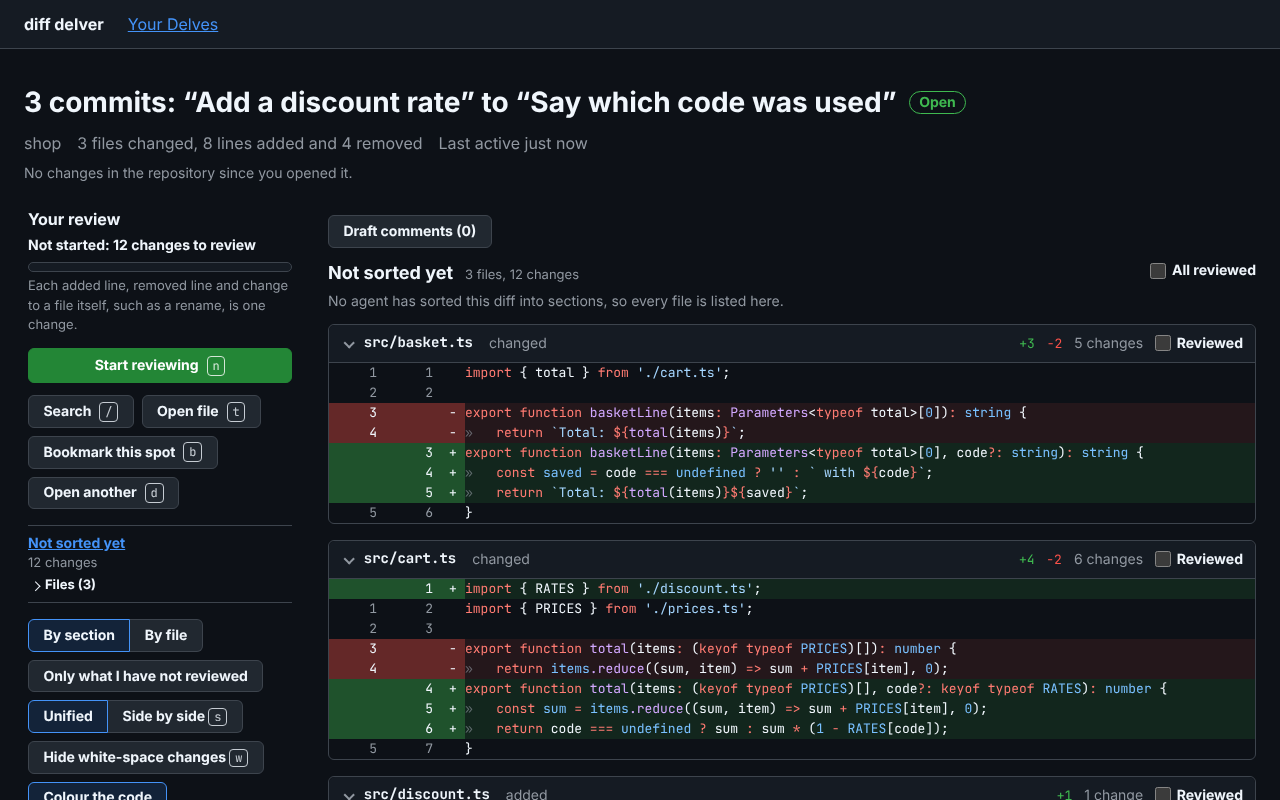 diff delver Your Delves
3 commits: “Add a discount rate” to “Say which code was used” Open
shop 3 files changed, 8 lines added and 4 removed Last active just now
No changes in the repository since you opened it.
Your review
Not started: 12 changes to review
Each added line, removed line and change
to a file itself, such as a rename, is one
change.
Start reviewing n
Search / Open file t
Bookmark this spot b
Open another d
Not sorted yet
12 changes
Files (3)
By section By file
Only what I have not reviewed
Unified Side by side s
Hide white-space changes w
Colour the code
Draft comments (0)
Not sorted yet 3 files, 12 changes All reviewed
No agent has sorted this diff into sections, so every file is listed here.
src/basket.ts changed +3 -2 5 changes Reviewed
1 1 import { total } from './cart.ts';
2 2
3 - export function basketLine(items: Parameters<typeof total>[0]): string {
4 - » return `Total: ${total(items)}`;
3 + export function basketLine(items: Parameters<typeof total>[0], code?: string): string {
4 + » const saved = code === undefined ? '' : ` with ${code}`;
5 + » return `Total: ${total(items)}${saved}`;
5 6 }
src/cart.ts changed +4 -2 6 changes Reviewed
1 + import { RATES } from './discount.ts';
1 2 import { PRICES } from './prices.ts';
2 3
3 - export function total(items: (keyof typeof PRICES)[]): number {
4 - » return items.reduce((sum, item) => sum + PRICES[item], 0);
4 + export function total(items: (keyof typeof PRICES)[], code?: keyof typeof RATES): number {
5 + » const sum = items.reduce((sum, item) => sum + PRICES[item], 0);
6 + » return code === undefined ? sum : sum * (1 - RATES[code]);
5 7 }
src/discount.ts added +1 1 change Reviewed